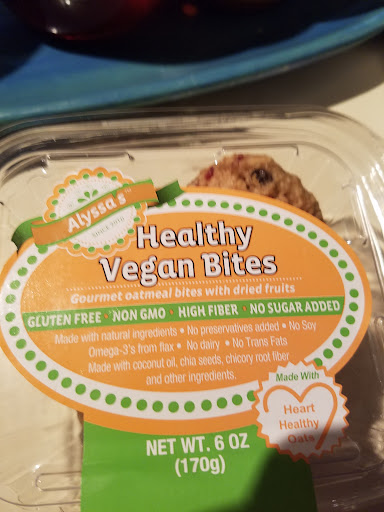 Alyssa's™
SINCE 2010
Healthy
Vegan Bites
Gourmet oatmeal bites with dried fruits
GLUTEN FREE • NON GMO • HIGH FIBER • NO SUGAR ADDED
Made with natural ingredients • No preservatives added • No Soy
Omega-3's from flax • No dairy • No Trans Fats
Made with coconut oil, chia seeds, chicory root fiber
and other ingredients.
Made With
Heart
Healthy
Oats
NET WT. 6 OZ
(170g)